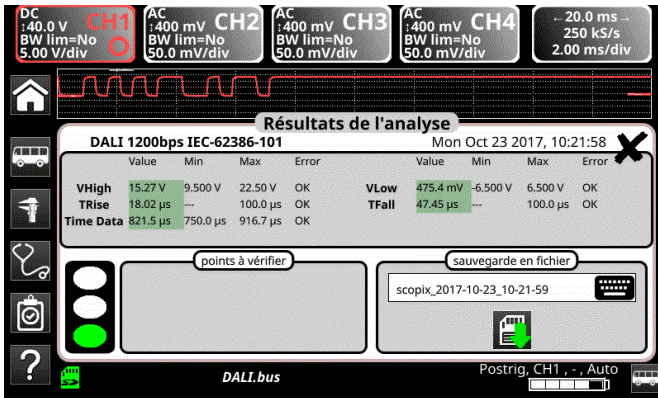 DC
↕40.0 V CH1
BW lim=No
5.00 V/div
AC
↕400 mV CH2
BW lim=No
50.0 mV/div
AC
↕400 mV CH3
BW lim=No
50.0 mV/div
AC
↕400 mV CH4
BW lim=No
50.0 mV/div
←20.0 ms→
250 kS/s
2.00 ms/div
Résultats de l'analyse
DALI 1200bps IEC-62386-101 Mon Oct 23 2017, 10:21:58
Value Min Max Error Value Min Max Error
VHigh 15.27 V 9.500 V 22.50 V OK VLow 475.4 mV -6.500 V 6.500 V OK
TRise 18.02 µs --- 100.0 µs OK TFall 47.45 µs --- 100.0 µs OK
Time Data 821.5 µs 750.0 µs 916.7 µs OK
points à vérifier
sauvegarde en fichier
scopix_2017-10-23_10-21-59
?
SD
DALI.bus
Postrig, CH1 , - , Auto